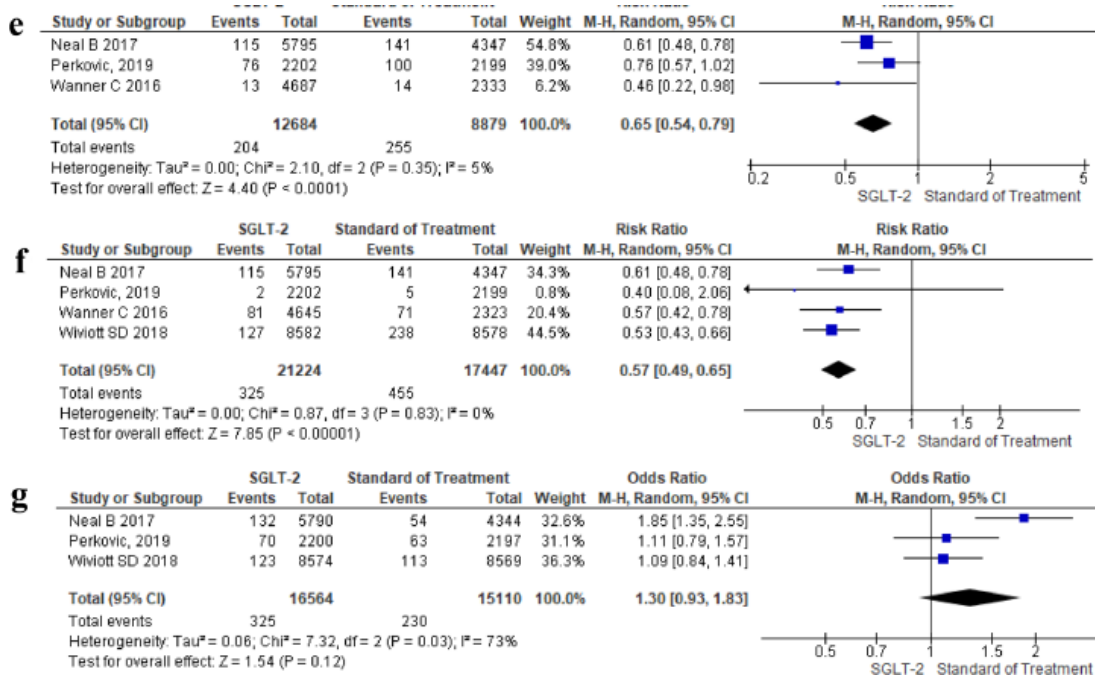 e
SGLT-2 Standard of Treatment Risk Ratio Risk Ratio
Study or Subgroup Events Total Events Total Weight M-H, Random, 95% CI M-H, Random, 95% CI
Neal B 2017 115 5795 141 4347 54.8% 0.61 [0.48, 0.78]
Perkovic, 2019 76 2202 100 2199 39.0% 0.76 [0.57, 1.02]
Wanner C 2016 13 4687 14 2333 6.2% 0.46 [0.22, 0.98]
Total (95% CI) 12684 8879 100.0% 0.65 [0.54, 0.79]
Total events 204 255
Heterogeneity: Tau² = 0.00; Chi² = 2.10, df = 2 (P = 0.35); I² = 5%
Test for overall effect: Z = 4.40 (P < 0.0001)
0.2 0.5 1 2 5
SGLT-2 Standard of Treatment
f
SGLT-2 Standard of Treatment Risk Ratio Risk Ratio
Study or Subgroup Events Total Events Total Weight M-H, Random, 95% CI M-H, Random, 95% CI
Neal B 2017 115 5795 141 4347 34.3% 0.61 [0.48, 0.78]
Perkovic, 2019 2 2202 5 2199 0.8% 0.40 [0.08, 2.06]
Wanner C 2016 81 4645 71 2323 20.4% 0.57 [0.42, 0.78]
Wiviott SD 2018 127 8582 238 8578 44.5% 0.53 [0.43, 0.66]
Total (95% CI) 21224 17447 100.0% 0.57 [0.49, 0.65]
Total events 325 455
Heterogeneity: Tau² = 0.00; Chi² = 0.87, df = 3 (P = 0.83); I² = 0%
Test for overall effect: Z = 7.85 (P < 0.00001)
0.5 0.7 1 1.5 2
SGLT-2 Standard of Treatment
g
SGLT-2 Standard of Treatment Odds Ratio Odds Ratio
Study or Subgroup Events Total Events Total Weight M-H, Random, 95% CI M-H, Random, 95% CI
Neal B 2017 132 5790 54 4344 32.6% 1.85 [1.35, 2.55]
Perkovic, 2019 70 2200 63 2197 31.1% 1.11 [0.79, 1.57]
Wiviott SD 2018 123 8574 113 8569 36.3% 1.09 [0.84, 1.41]
Total (95% CI) 16564 15110 100.0% 1.30 [0.93, 1.83]
Total events 325 230
Heterogeneity: Tau² = 0.06; Chi² = 7.32, df = 2 (P = 0.03); I² = 73%
Test for overall effect: Z = 1.54 (P = 0.12)
0.5 0.7 1 1.5 2
SGLT-2 Standard of Treatment